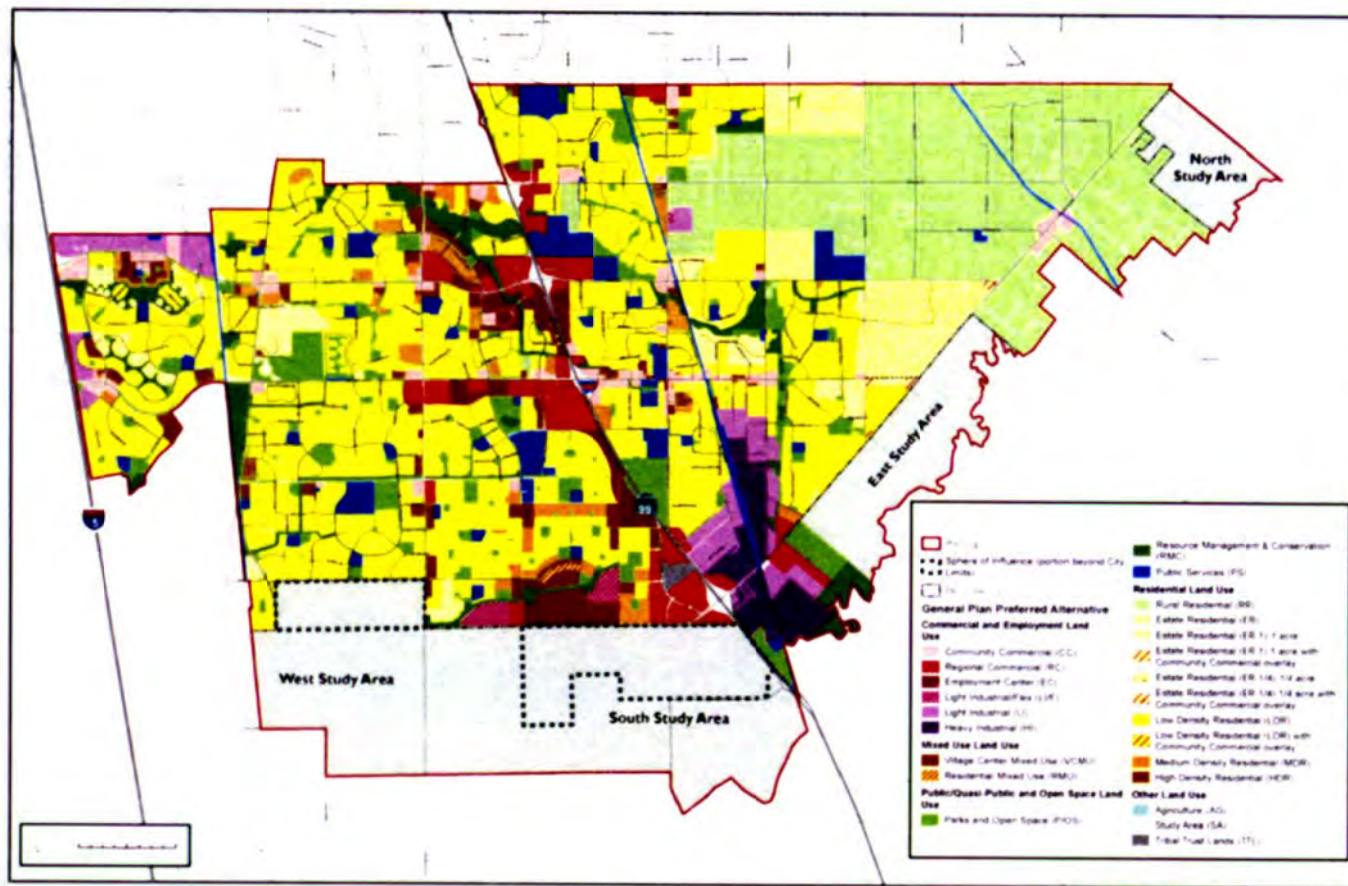 North
Study Area
East Study Area
99
5
West Study Area
South Study Area
Sphere of Influence (portion beyond City
Limits)
General Plan Preferred Alternative
Commercial and Employment Land
Use
Community Commercial (CC)
Regional Commercial (RC)
Employment Center (EC)
Light Industrial/Flex (LI/F)
Light Industrial (LI)
Heavy Industrial (HI)
Mixed Use Land Use
Village Center Mixed Use (VCMU)
Residential Mixed Use (RMU)
Public/Quasi-Public and Open Space Land
Use
Parks and Open Space (P/OS)
Resource Management & Conservation
(RMC)
Public Services (PS)
Residential Land Use
Rural Residential (RR)
Estate Residential (ER)
Estate Residential (ER-1) 1 acre
Estate Residential (ER-1) 1 acre with
Community Commercial overlay
Estate Residential (ER-1/4) 1/4 acre
Estate Residential (ER-1/4) 1/4 acre with
Community Commercial overlay
Low Density Residential (LDR)
Low Density Residential (LDR) with
Community Commercial overlay
Medium Density Residential (MDR)
High Density Residential (HDR)
Other Land Use
Agriculture (AG)
Study Area (SA)
Tribal Trust Lands (TTL)